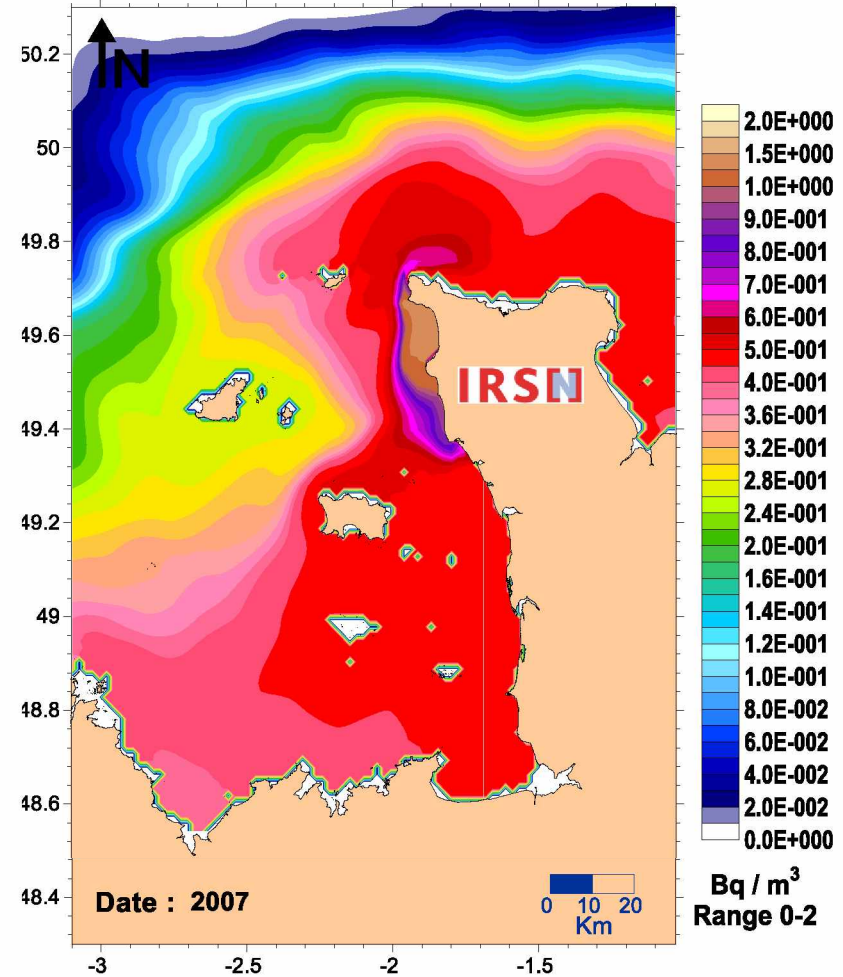 N
50.2
50
49.8
49.6
49.4
49.2
49
48.8
48.6
48.4
-3
-2.5
-2
-1.5
IRSN
Date : 2007
0 10 20
Km
2.0E+000
1.5E+000
1.0E+000
9.0E-001
8.0E-001
7.0E-001
6.0E-001
5.0E-001
4.0E-001
3.6E-001
3.2E-001
2.8E-001
2.4E-001
2.0E-001
1.6E-001
1.4E-001
1.2E-001
1.0E-001
8.0E-002
6.0E-002
4.0E-002
2.0E-002
0.0E+000
Bq / m³
Range 0-2